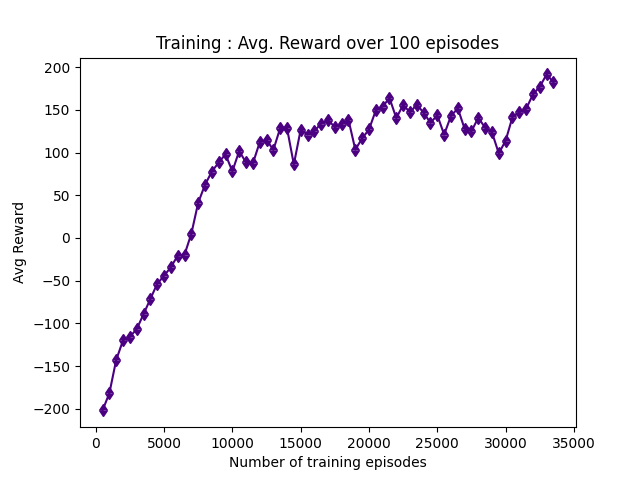 Training : Avg. Reward over 100 episodes
200
150
100
50
0
−50
−100
−150
−200
Avg Reward
0 5000 10000 15000 20000 25000 30000 35000
Number of training episodes